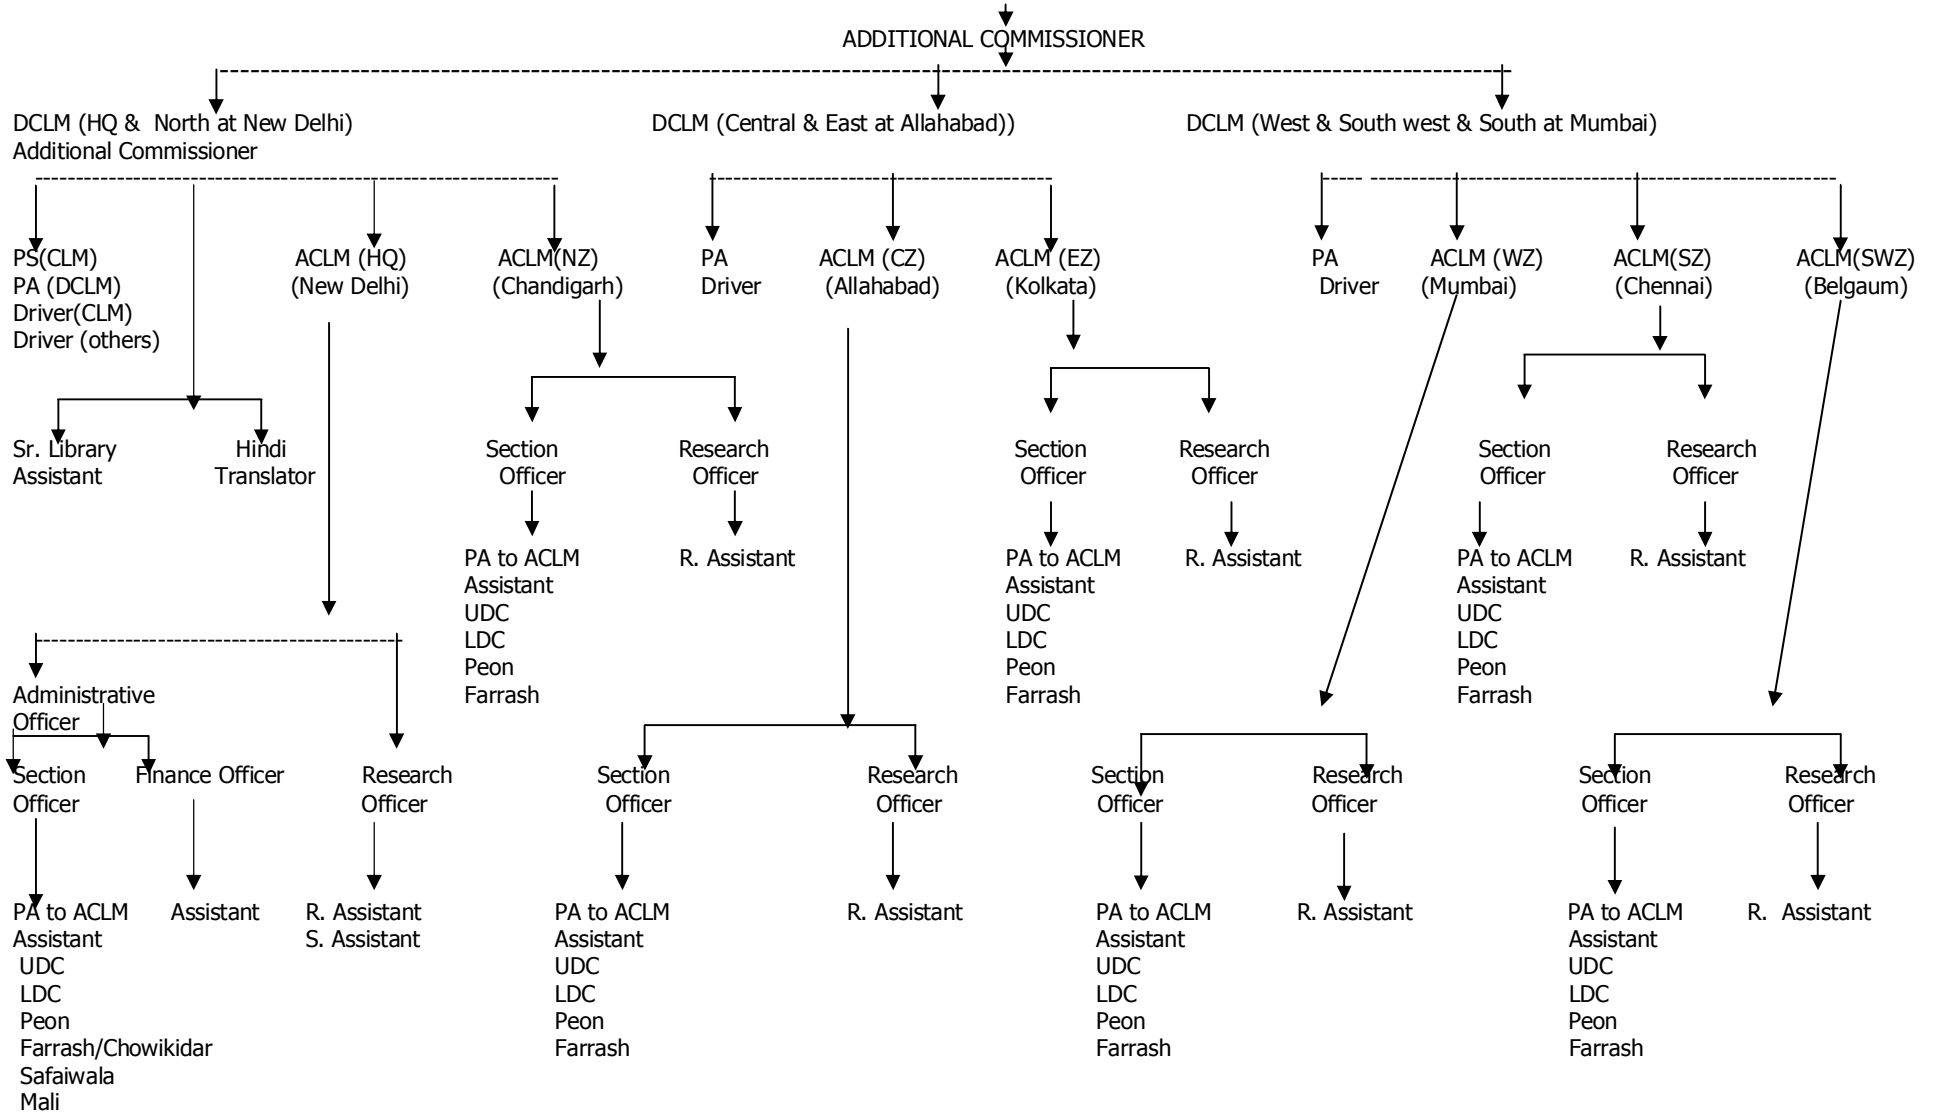 ADDITIONAL COMMISSIONER
DCLM (HQ &  North at New Delhi)
Additional Commissioner
DCLM (Central & East at Allahabad))
DCLM (West & South west & South at Mumbai)
PS(CLM)
PA (DCLM)
Driver(CLM)
Driver (others)
ACLM (HQ)
(New Delhi)
ACLM(NZ)
(Chandigarh)
PA
Driver
ACLM (CZ)
(Allahabad)
ACLM (EZ)
(Kolkata)
PA
Driver
ACLM (WZ)
(Mumbai)
ACLM(SZ)
(Chennai)
ACLM(SWZ)
(Belgaum)
Sr. Library
Assistant
Hindi
Translator
Section
Officer
Research
Officer
Section
Officer
Research
Officer
Section
Officer
Research
Officer
PA to ACLM
Assistant
UDC
LDC
Peon
Farrash
R. Assistant
PA to ACLM
Assistant
UDC
LDC
Peon
Farrash
R. Assistant
PA to ACLM
Assistant
UDC
LDC
Peon
Farrash
R. Assistant
Administrative
Officer
Section
Officer
Finance Officer
Research
Officer
Section
Officer
Research
Officer
Section
Officer
Research
Officer
Section
Officer
Research
Officer
PA to ACLM
Assistant
UDC
LDC
Peon
Farrash/Chowikidar
Safaiwala
Mali
Assistant
R. Assistant
S. Assistant
PA to ACLM
Assistant
UDC
LDC
Peon
Farrash
R. Assistant
PA to ACLM
Assistant
UDC
LDC
Peon
Farrash
R. Assistant
PA to ACLM
Assistant
UDC
LDC
Peon
Farrash
R.  Assistant